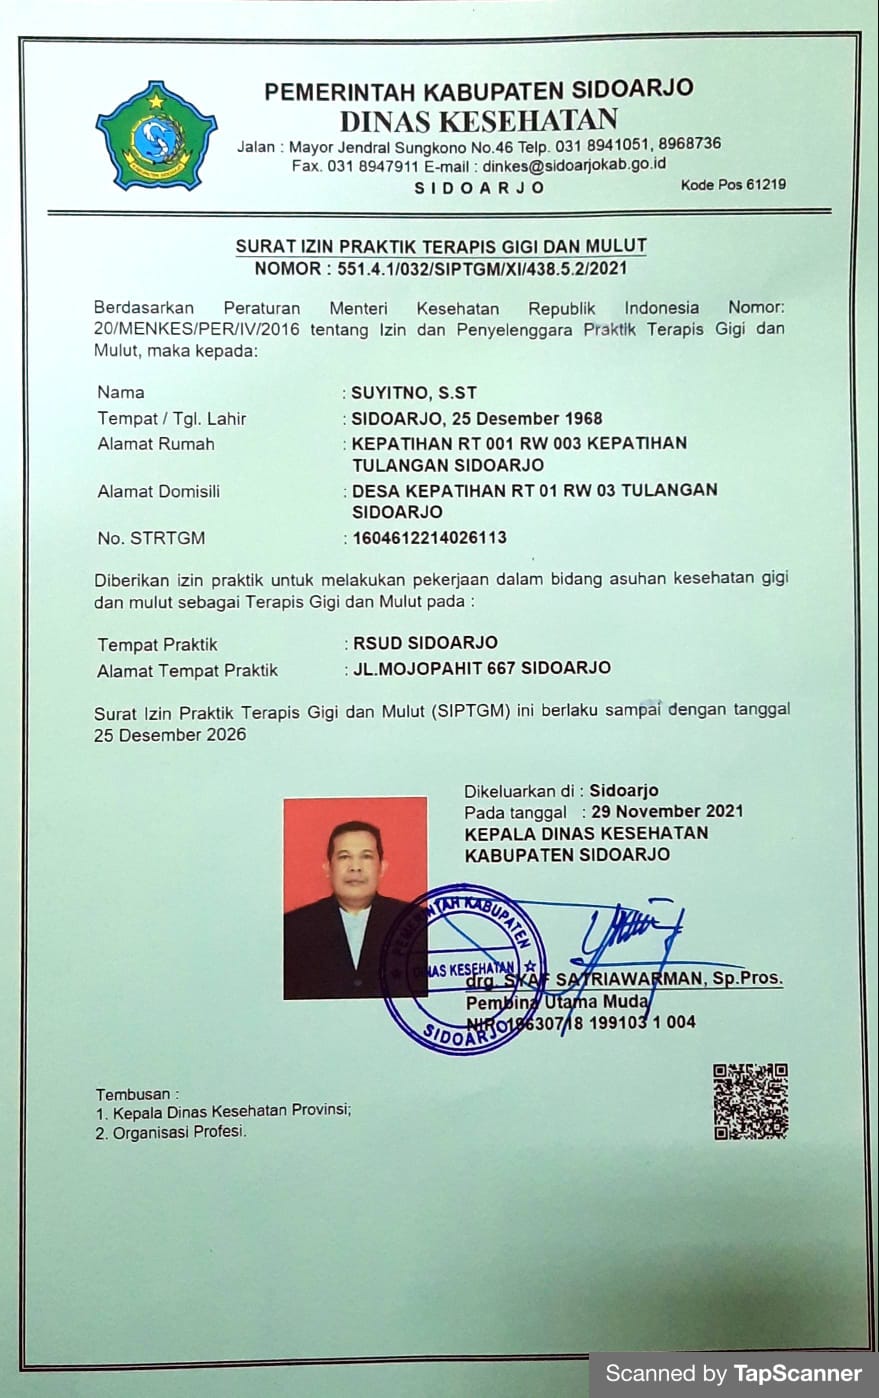 PEMERINTAH KABUPATEN SIDOARJO
DINAS KESEHATAN
Jalan : Mayor Jendral Sungkono No.46 Telp. 031 8941051, 8968736
Fax. 031 8947911 E-mail : dinkes@sidoarjokab.go.id
SIDOARJO
Kode Pos 61219
SURAT IZIN PRAKTIK TERAPIS GIGI DAN MULUT
NOMOR : 551.4.1/032/SIPTGM/XI/438.5.2/2021
Berdasarkan Peraturan Menteri Kesehatan Republik Indonesia Nomor:
20/MENKES/PER/IV/2016 tentang Izin dan Penyelenggara Praktik Terapis Gigi dan
Mulut, maka kepada:
Nama : SUYITNO, S.ST
Tempat / Tgl. Lahir : SIDOARJO, 25 Desember 1968
Alamat Rumah : KEPATIHAN RT 001 RW 003 KEPATIHAN
TULANGAN SIDOARJO
Alamat Domisili : DESA KEPATIHAN RT 01 RW 03 TULANGAN
SIDOARJO
No. STRTGM : 1604612214026113
Diberikan izin praktik untuk melakukan pekerjaan dalam bidang asuhan kesehatan gigi
dan mulut sebagai Terapis Gigi dan Mulut pada :
Tempat Praktik : RSUD SIDOARJO
Alamat Tempat Praktik : JL.MOJOPAHIT 667 SIDOARJO
Surat Izin Praktik Terapis Gigi dan Mulut (SIPTGM) ini berlaku sampai dengan tanggal
25 Desember 2026
Dikeluarkan di : Sidoarjo
Pada tanggal : 29 November 2021
KEPALA DINAS KESEHATAN
KABUPATEN SIDOARJO
PEMERINTAH KABUPATEN
DINAS KESEHATAN
SIDOARJO
drg. SYAF SATRIAWARMAN, Sp.Pros.
Pembina Utama Muda
NIP. 19630718 199103 1 004
Tembusan :
1. Kepala Dinas Kesehatan Provinsi;
2. Organisasi Profesi.
Scanned by TapScanner